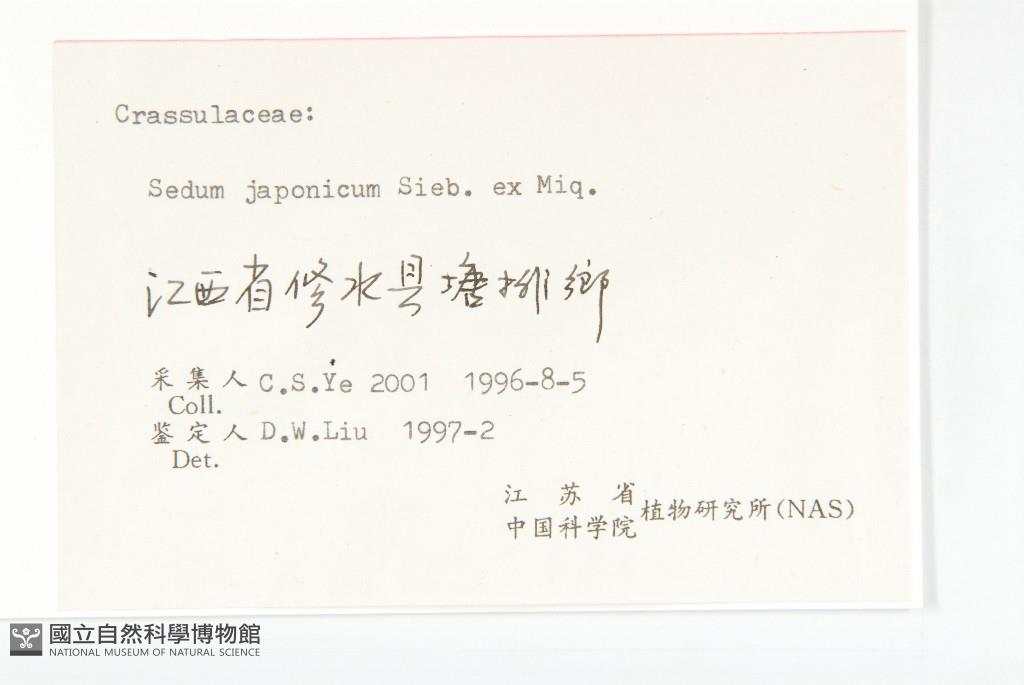 Crassulaceae:
Sedum japonicum Sieb. ex Miq.
江西省修水县塘排鄉
采集人 C.S.Ye 2001 1996-8-5
Coll.
鉴定人 D.W.Liu 1997-2
Det.
江苏省
中国科学院 植物研究所(NAS)
國立自然科學博物館
NATIONAL MUSEUM OF NATURAL SCIENCE